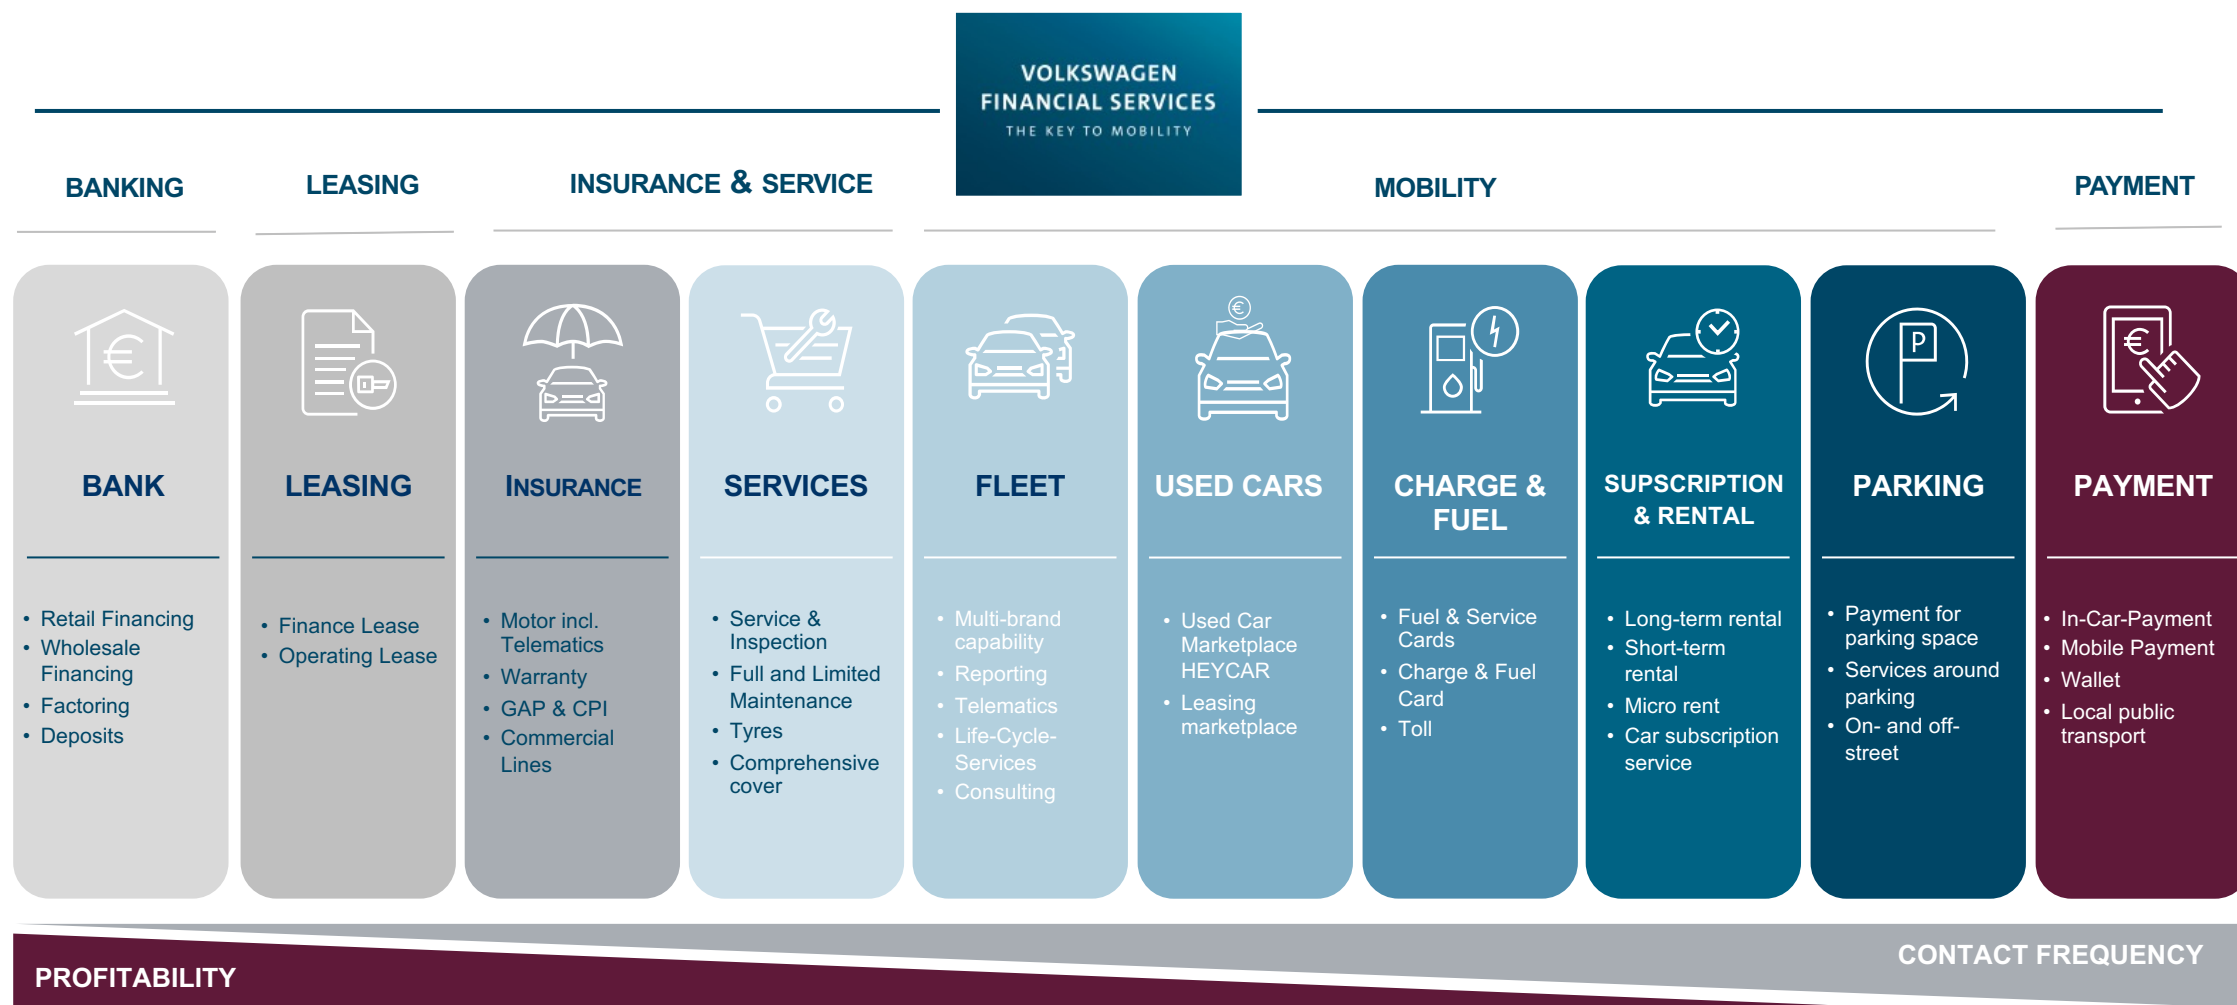 VOLKSWAGEN
FINANCIAL SERVICES
THE KEY TO MOBILITY
BANKING
LEASING
INSURANCE & SERVICE
MOBILITY
PAYMENT
BANK
• Retail Financing
• Wholesale
Financing
• Factoring
• Deposits
LEASING
• Finance Lease
• Operating Lease
INSURANCE
• Motor incl.
Telematics
• Warranty
• GAP & CPI
• Commercial
Lines
SERVICES
• Service &
Inspection
• Full and Limited
Maintenance
• Tyres
• Comprehensive
cover
FLEET
• Multi-brand
capability
• Reporting
• Telematics
• Life-Cycle-
Services
• Consulting
€
USED CARS
• Used Car
Marketplace
HEYCAR
• Leasing
marketplace
CHARGE &
FUEL
• Fuel & Service
Cards
• Charge & Fuel
Card
• Toll
SUPSCRIPTION
& RENTAL
• Long-term rental
• Short-term
rental
• Micro rent
• Car subscription
service
P
PARKING
• Payment for
parking space
• Services around
parking
• On- and off-
street
€
PAYMENT
• In-Car-Payment
• Mobile Payment
• Wallet
• Local public
transport
PROFITABILITY
CONTACT FREQUENCY